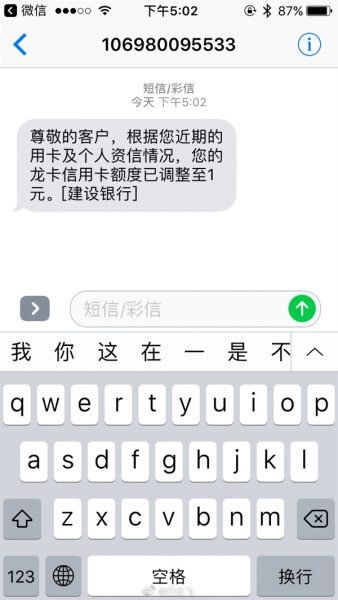 微信 下午5:02 87%
106980095533
短信/彩信
今天 下午5:02
尊敬的客户，根据您近期的
用卡及个人资信情况，您的
龙卡信用卡额度已调整至1
元。[建设银行]
短信/彩信
我 你 这 在 一 是 不
q w e r t y u i o p
a s d f g h j k l
z x c v b n m
123 空格 换行